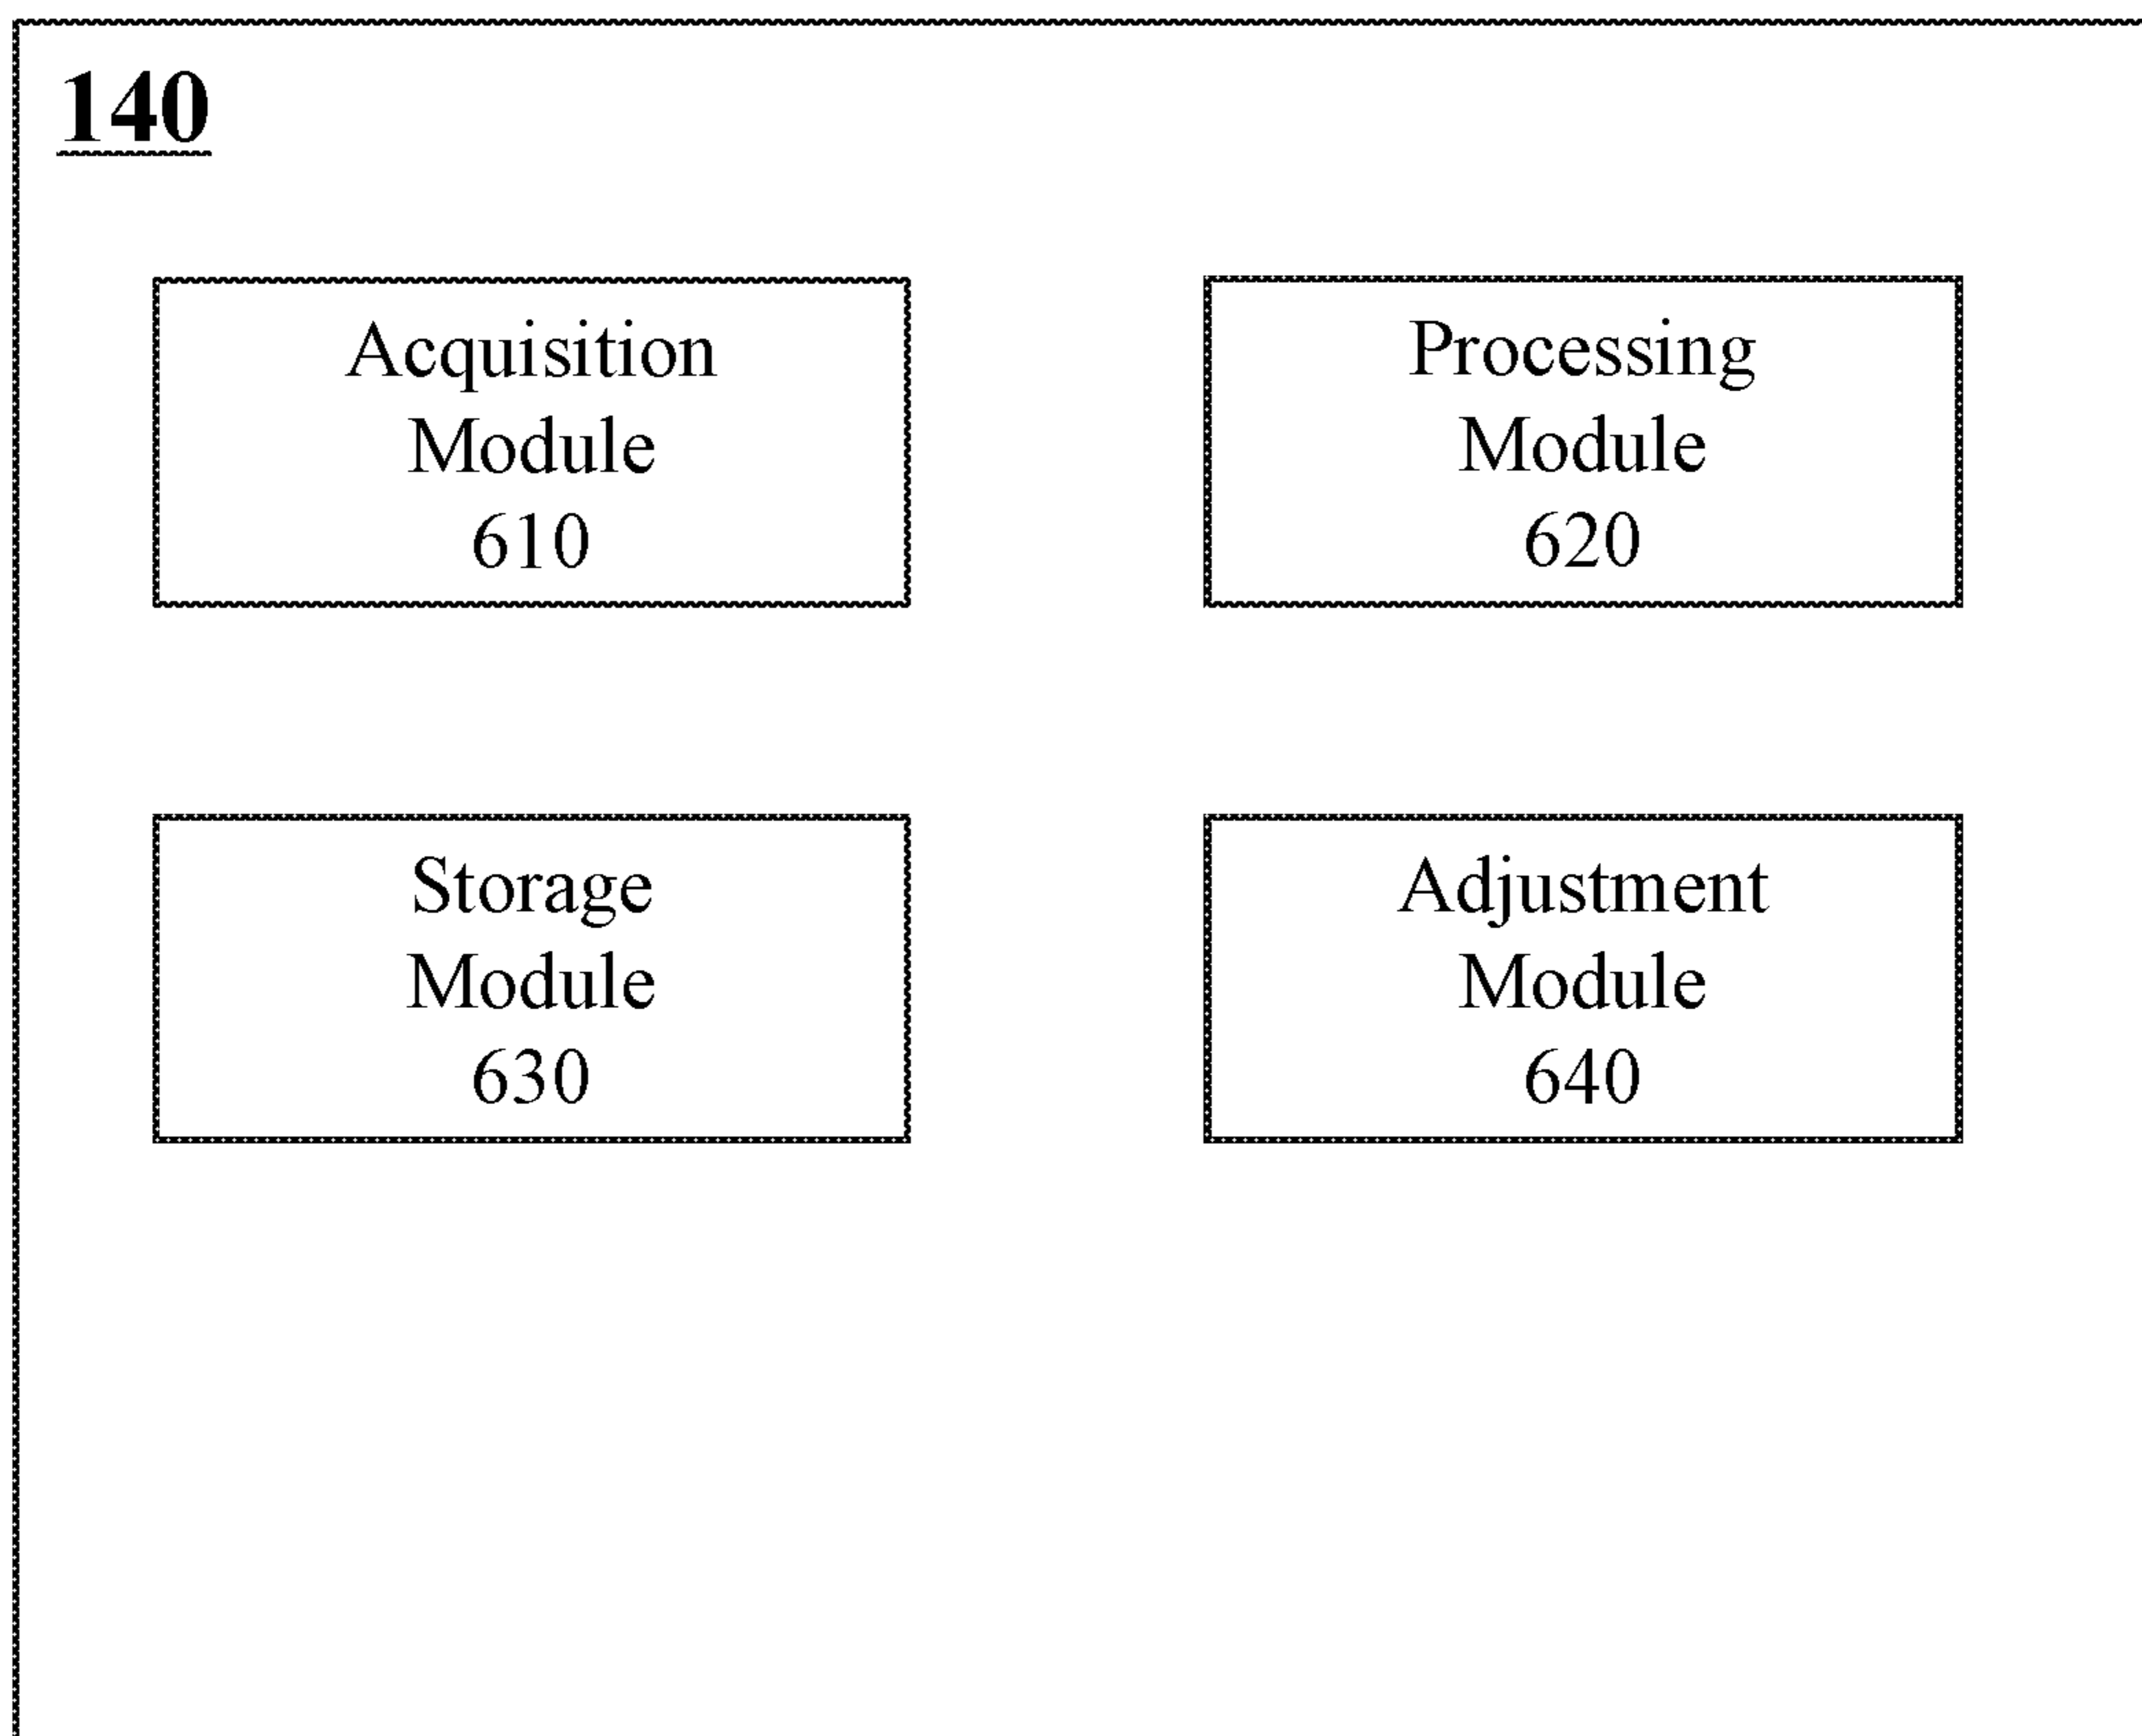 140
Acquisition
Module
610
Processing
Module
620
Storage
Module
630
Adjustment
Module
640